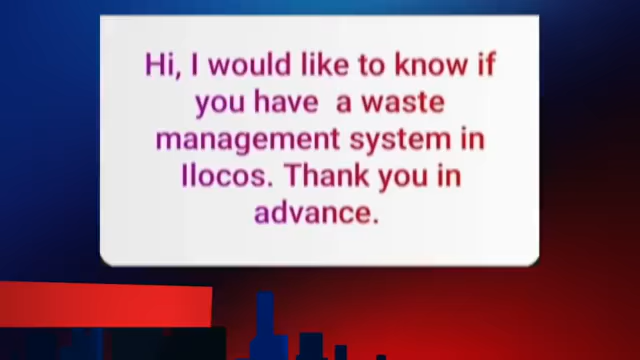 Hi, I would like to know if
you have a waste
management system in
Ilocos. Thank you in
advance.